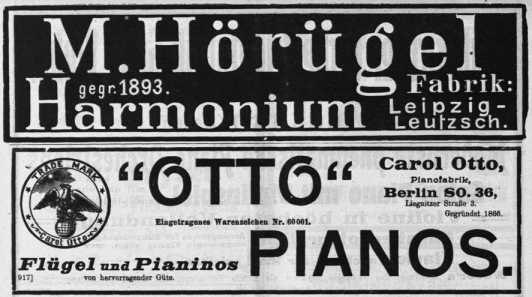 M. Hörügel
gegr. 1893.
Fabrik:
Harmonium
Leipzig-
Leutzsch.
TRADE MARK
Carol Otto
"OTTO"
Eingetragenes Warenzeichen Nr. 60001.
Carol Otto,
Pianofabrik,
Berlin SO. 36,
Liegnitzer Straße 3.
Gegründet 1866.
PIANOS.
Flügel und Pianinos
917] von hervorragender Güte.